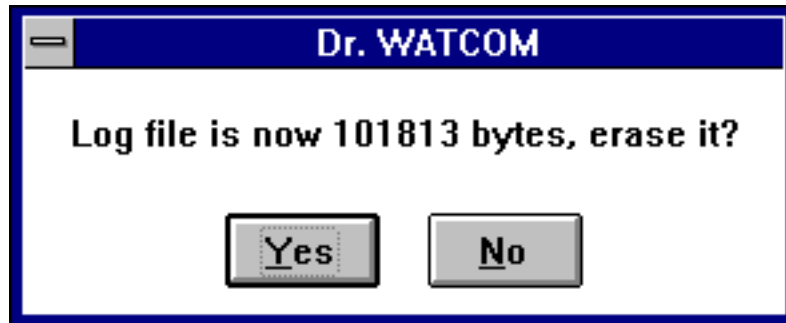 Dr. WATCOM
Log file is now 101813 bytes, erase it?
Yes No